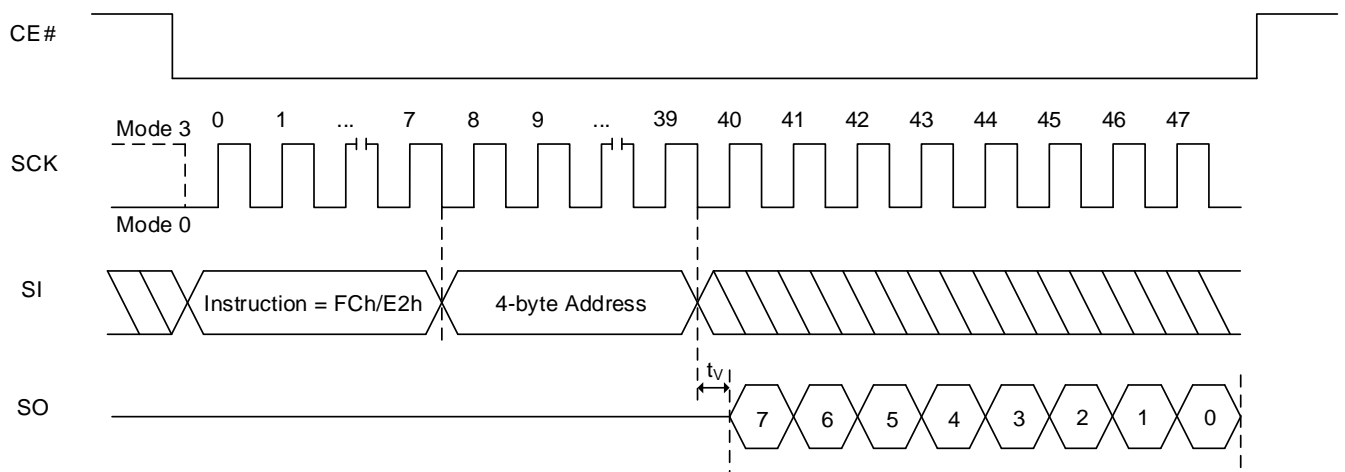 CE#
Mode 3 0 1 ... 7 8 9 ... 39 40 41 42 43 44 45 46 47
SCK
Mode 0
SI Instruction = FCh/E2h 4-byte Address
tV
SO 7 6 5 4 3 2 1 0